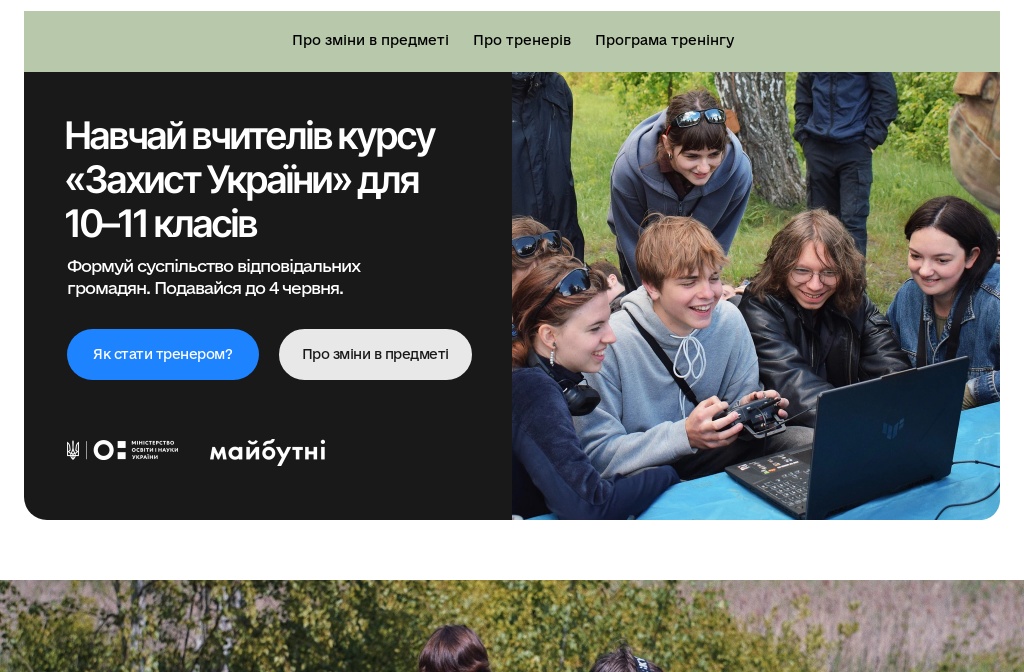 Про зміни в предметі Про тренерів Програма тренінгу
Навчай вчителів курсу
«Захист України» для
10–11 класів
Формуй суспільство відповідальних
громадян. Подавайся до 4 червня.
Як стати тренером? Про зміни в предметі
МІНІСТЕРСТВО
ОСВІТИ І НАУКИ
УКРАЇНИ
майбутні